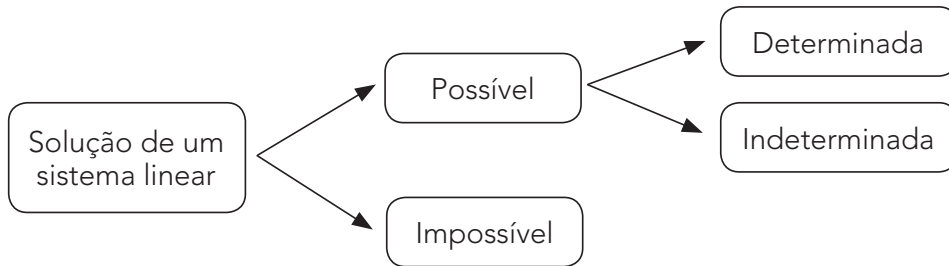 Solução de um
sistema linear
Possível
Impossível
Determinada
Indeterminada